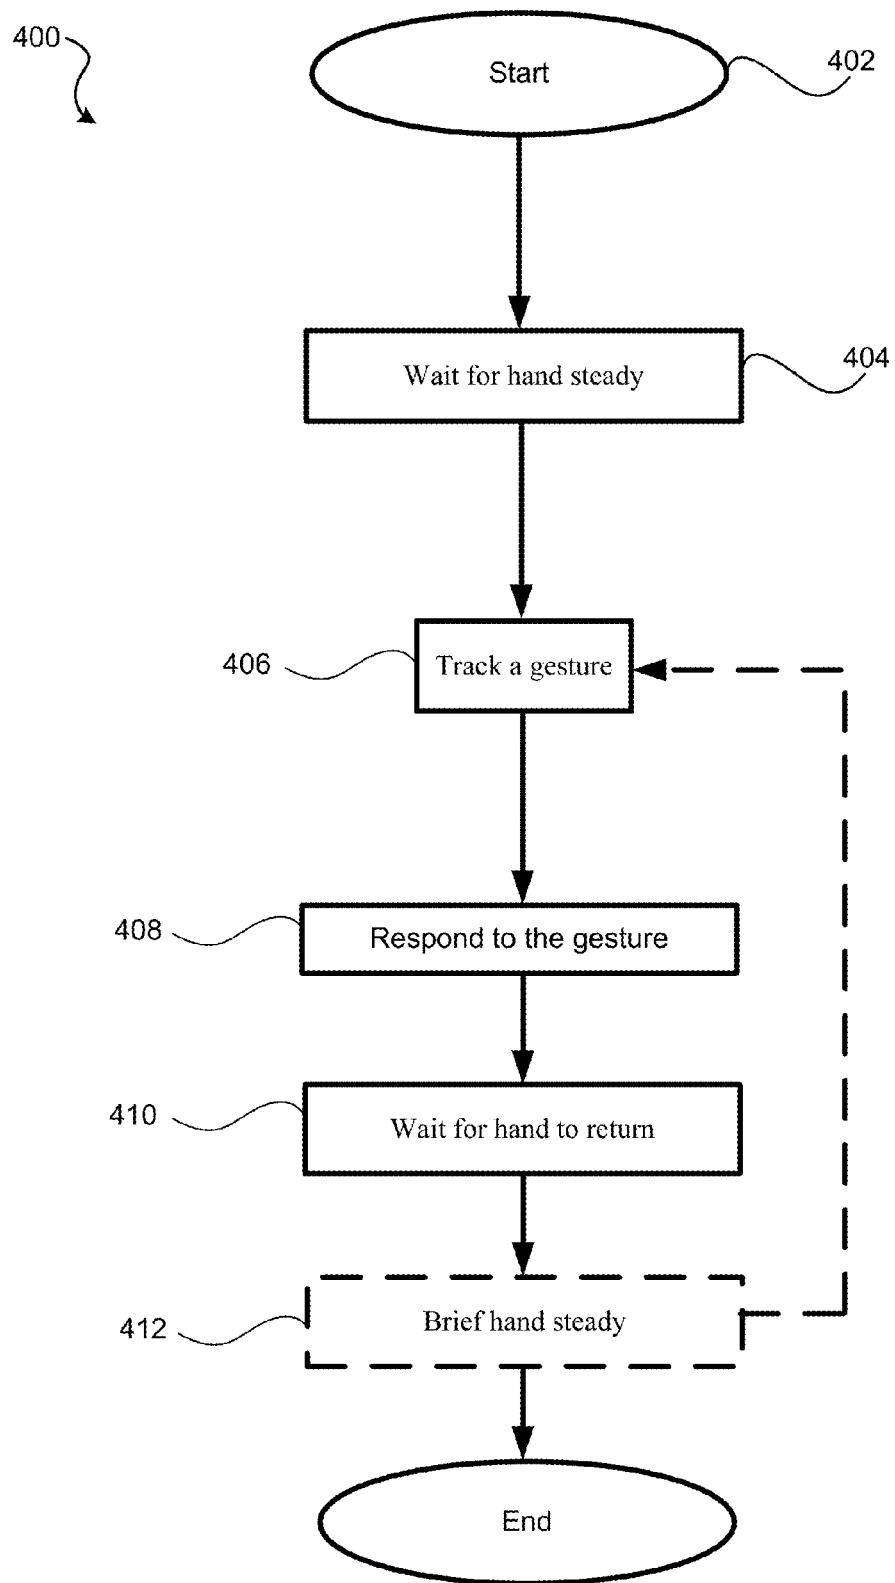 400
Start
402
Wait for hand steady
404
406
Track a gesture
408
Respond to the gesture
410
Wait for hand to return
412
Brief hand steady
End